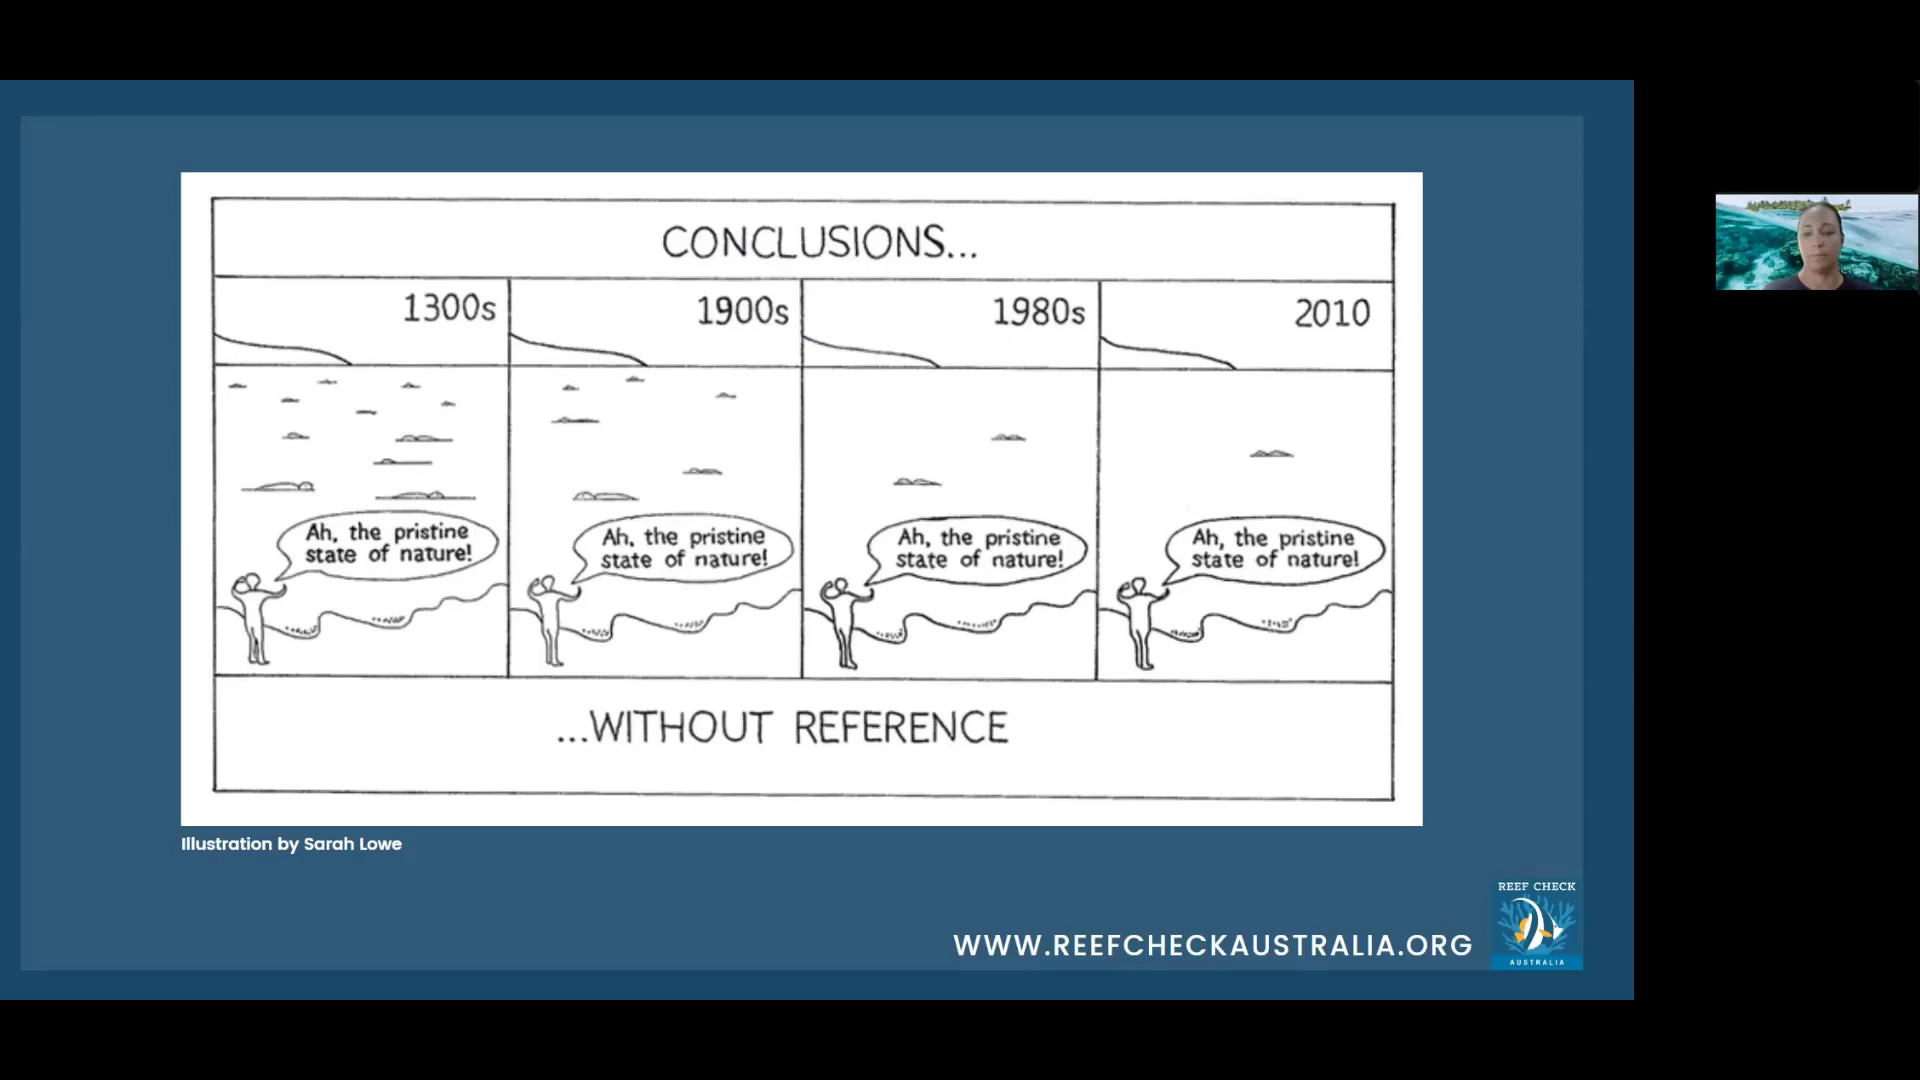 CONCLUSIONS...
1300s
1900s
1980s
2010
Ah, the pristine
state of nature!
Ah, the pristine
state of nature!
Ah, the pristine
state of nature!
Ah, the pristine
state of nature!
...WITHOUT REFERENCE
Illustration by Sarah Lowe
WWW.REEFCHECKAUSTRALIA.ORG
REEF CHECK
AUSTRALIA